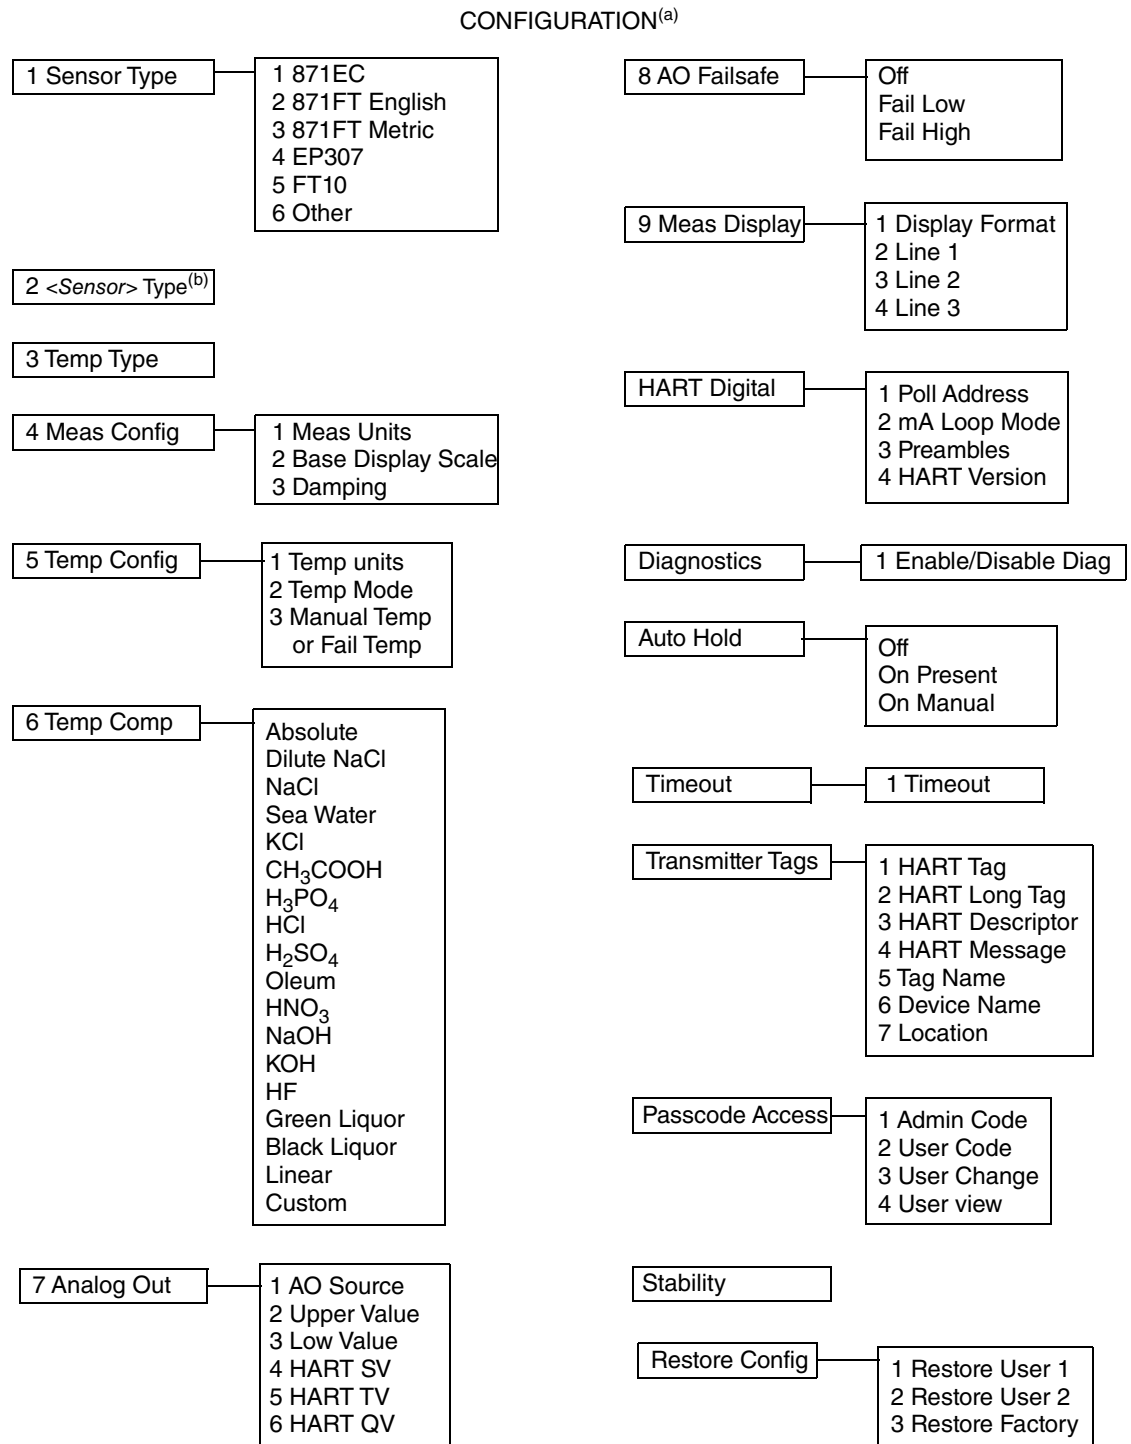 CONFIGURATION(a)
1 Sensor Type
1 871EC
2 871FT English
3 871FT Metric
4 EP307
5 FT10
6 Other
2 <Sensor> Type(b)
3 Temp Type
4 Meas Config
1 Meas Units
2 Base Display Scale
3 Damping
5 Temp Config
1 Temp units
2 Temp Mode
3 Manual Temp
or Fail Temp
6 Temp Comp
Absolute
Dilute NaCl
NaCl
Sea Water
KCl
CH3COOH
H3PO4
HCl
H2SO4
Oleum
HNO3
NaOH
KOH
HF
Green Liquor
Black Liquor
Linear
Custom
7 Analog Out
1 AO Source
2 Upper Value
3 Low Value
4 HART SV
5 HART TV
6 HART QV
8 AO Failsafe
Off
Fail Low
Fail High
9 Meas Display
1 Display Format
2 Line 1
3 Line 2
4 Line 3
HART Digital
1 Poll Address
2 mA Loop Mode
3 Preambles
4 HART Version
Diagnostics
1 Enable/Disable Diag
Auto Hold
Off
On Present
On Manual
Timeout
1 Timeout
Transmitter Tags
1 HART Tag
2 HART Long Tag
3 HART Descriptor
4 HART Message
5 Tag Name
6 Device Name
7 Location
Passcode Access
1 Admin Code
2 User Code
3 User Change
4 User view
Stability
Restore Config
1 Restore User 1
2 Restore User 2
3 Restore Factory